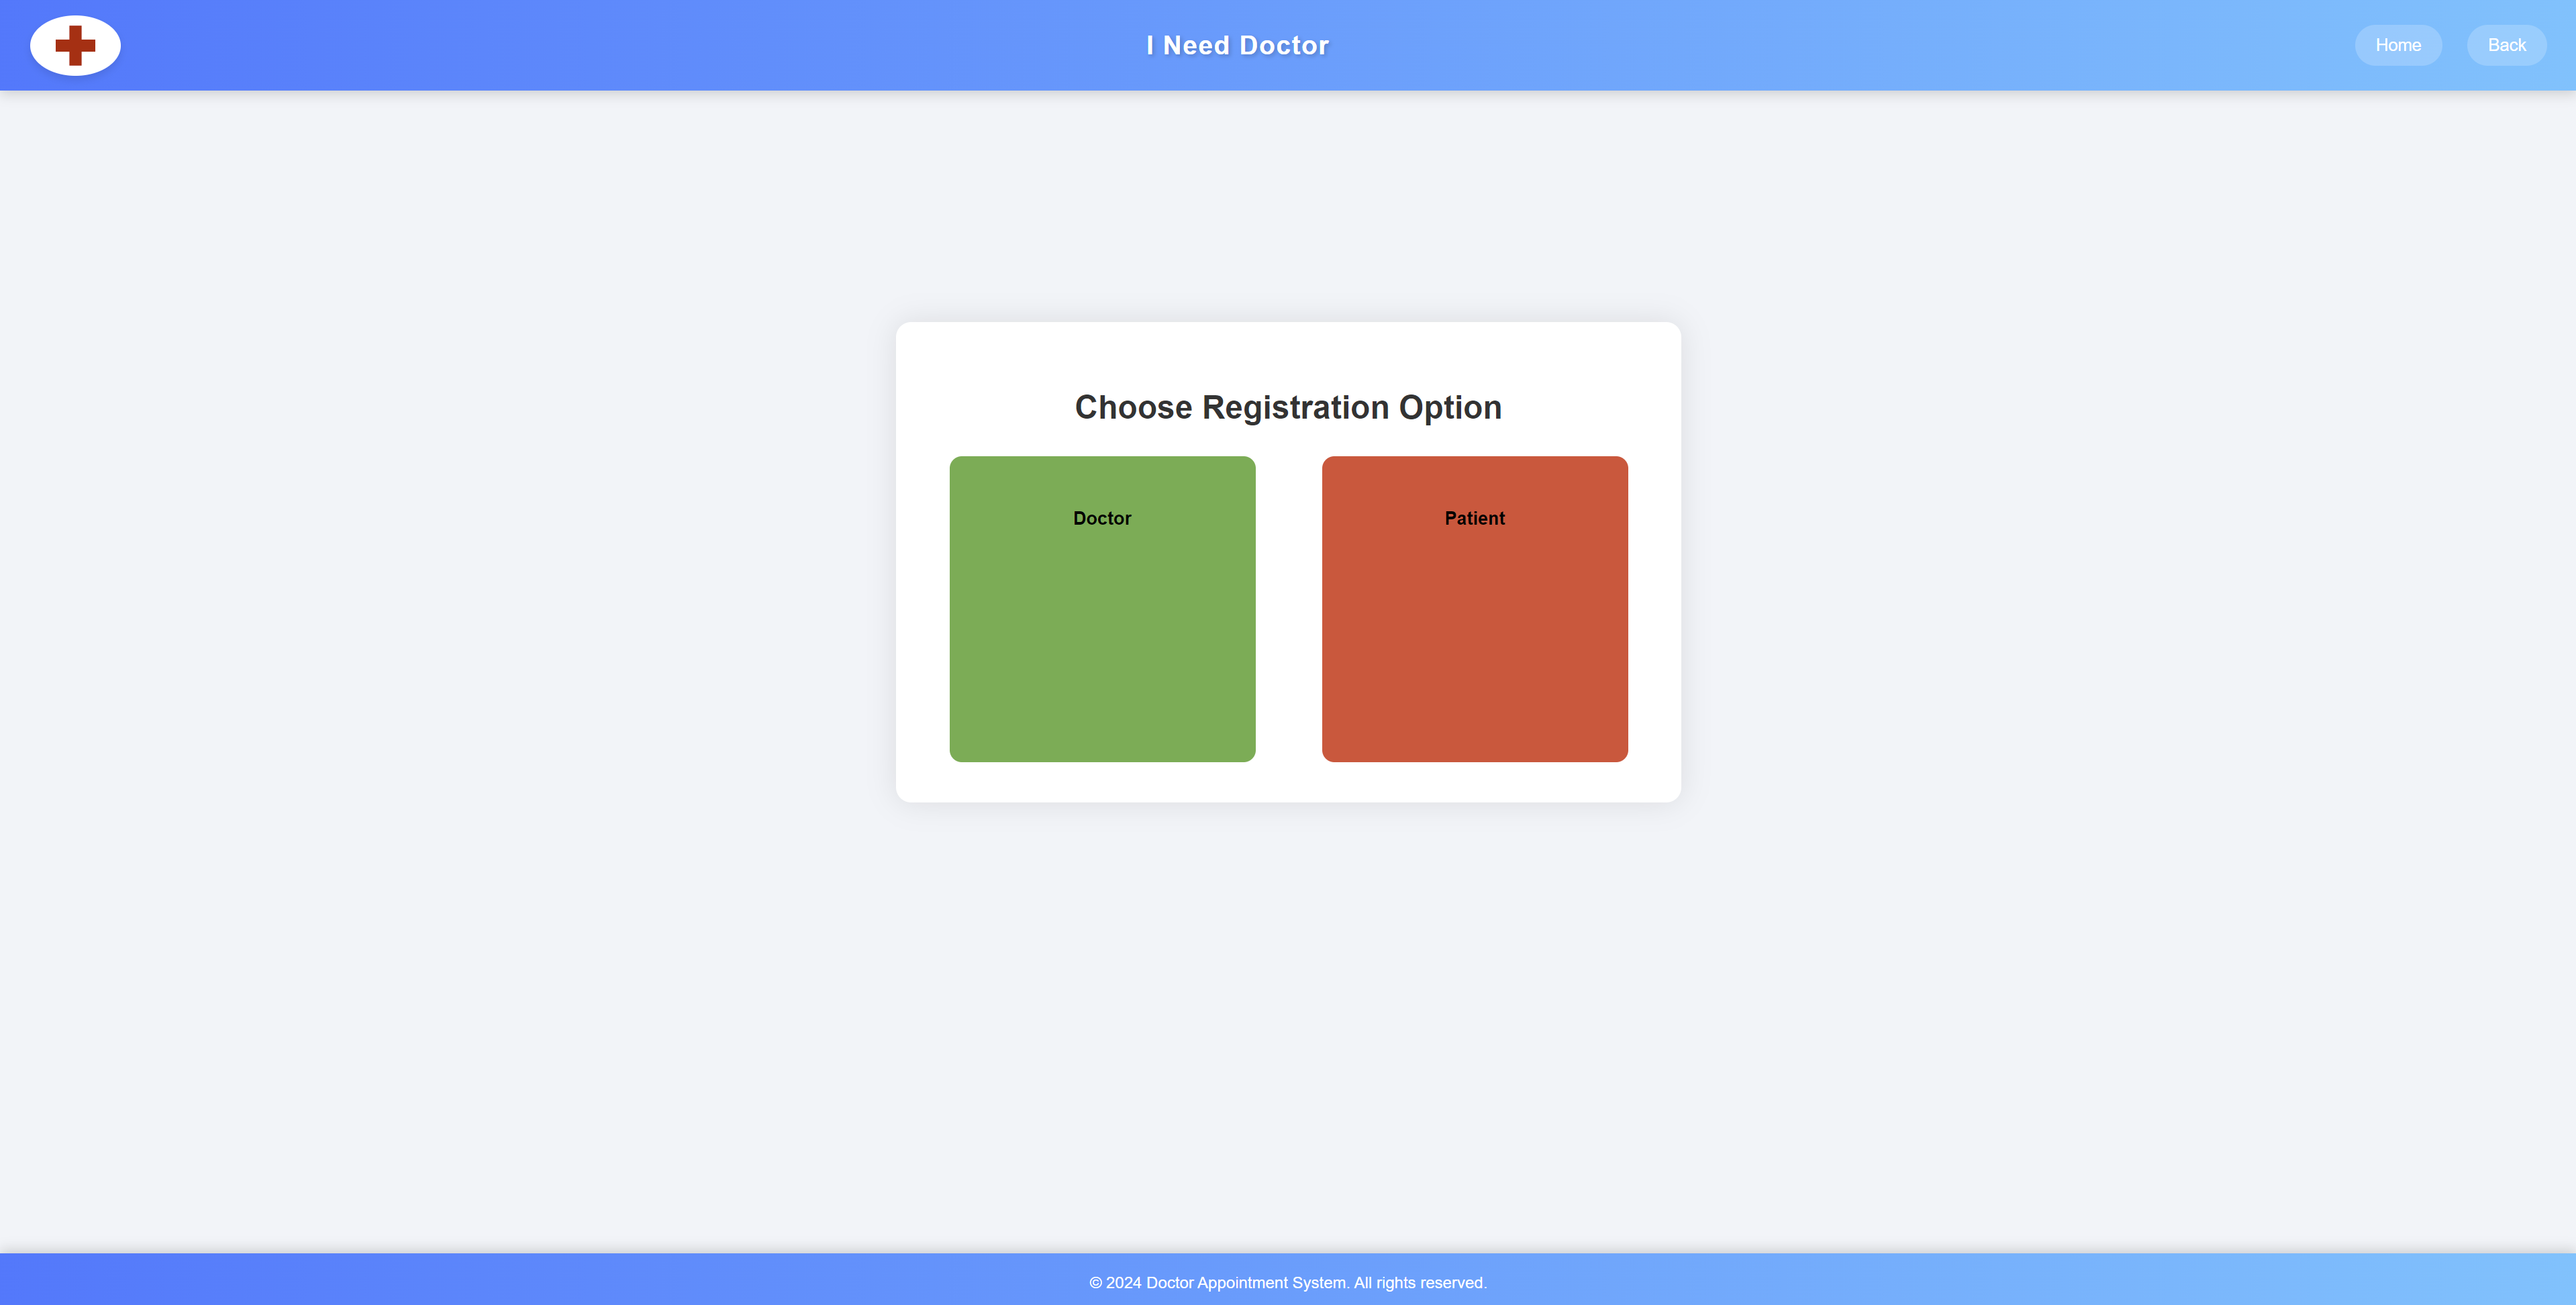 I Need Doctor
Home
Back
Choose Registration Option
Doctor
Patient
© 2024 Doctor Appointment System. All rights reserved.